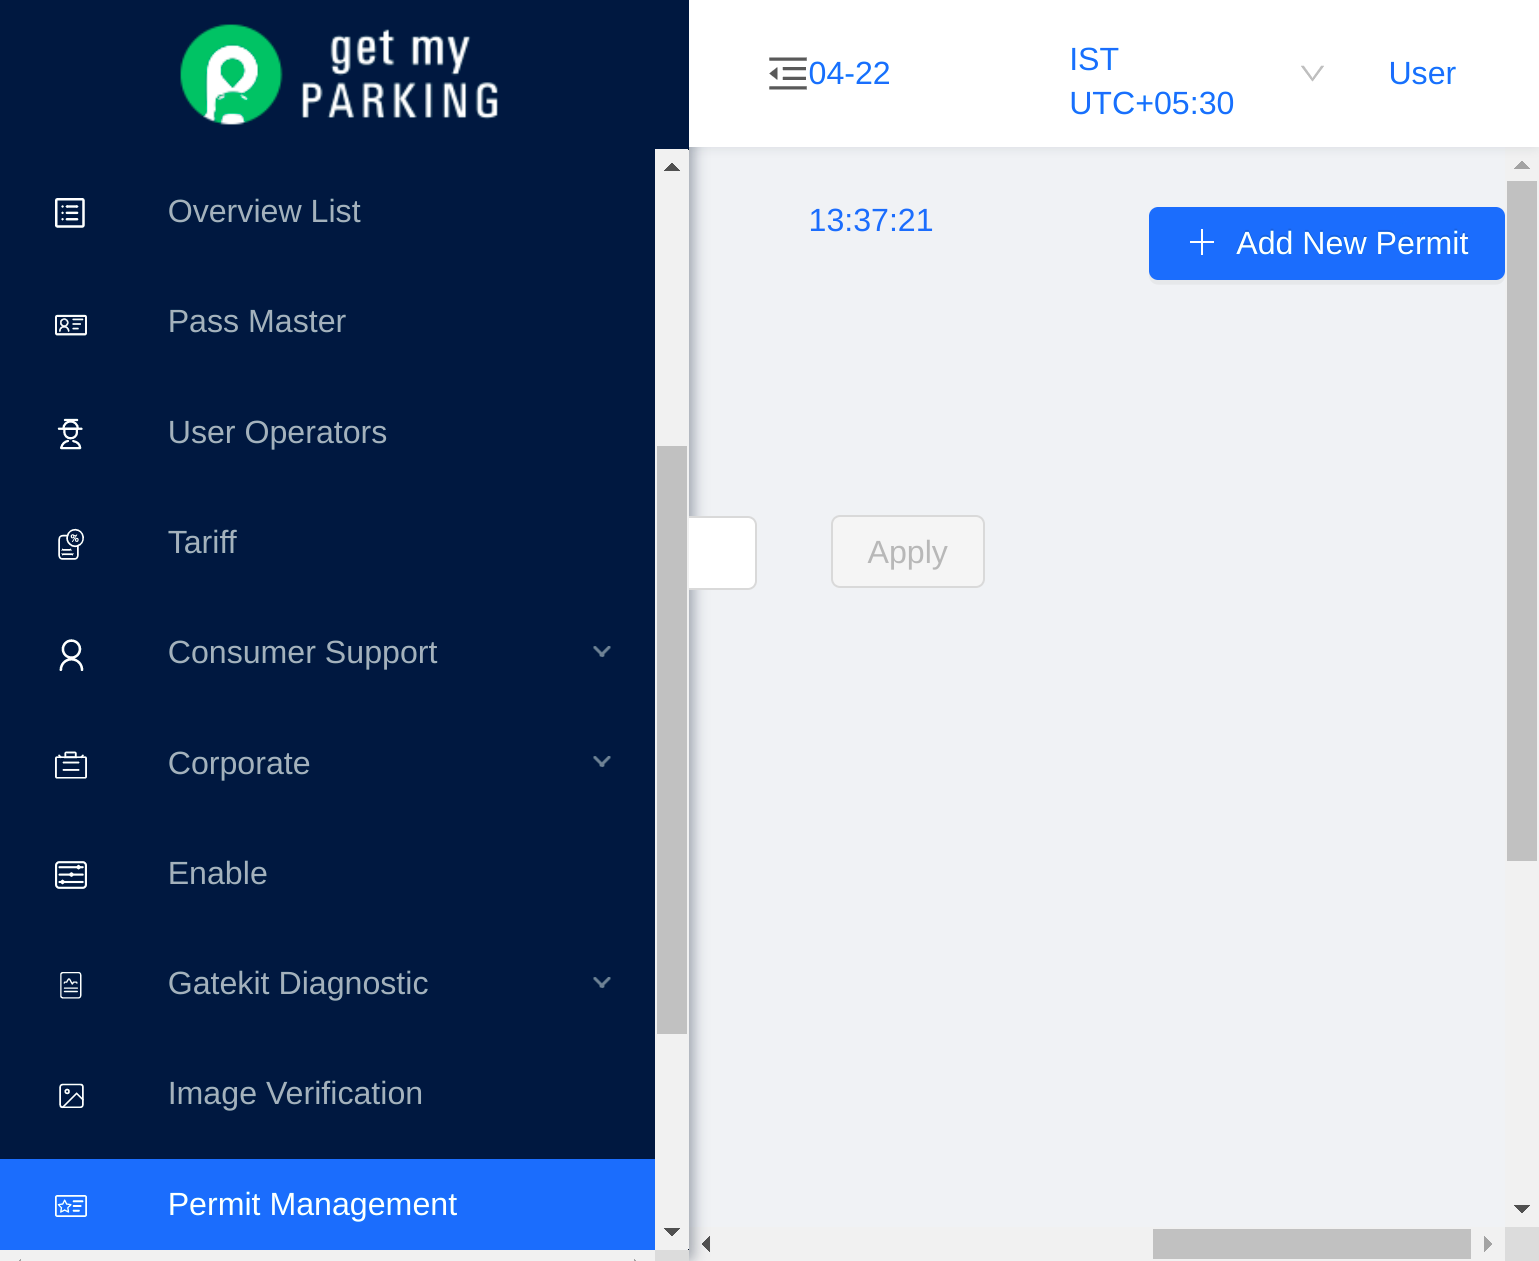 get my
PARKING
Overview List
Pass Master
User Operators
Tariff
Consumer Support
Corporate
Enable
Gatekit Diagnostic
Image Verification
Permit Management
04-22
IST
UTC+05:30
User
13:37:21
Add New Permit
Apply